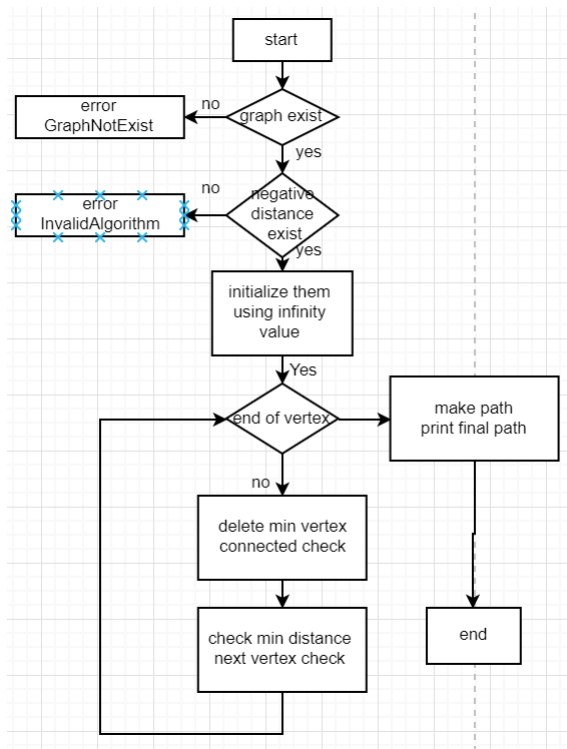 start
error
GraphNotExist
no
graph exist
yes
error
InvalidAlgorithm
no
negative
distance
exist
yes
initialize them
using infinity
value
Yes
end of vertex
make path
print final path
no
delete min vertex
connected check
check min distance
next vertex check
end